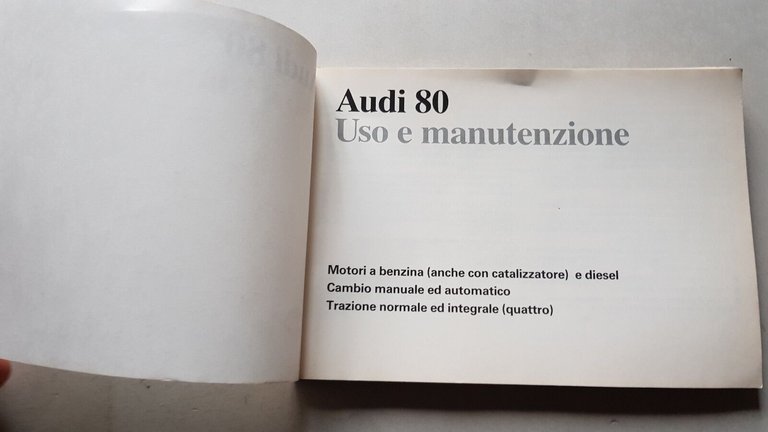 Audi 80
Uso e manutenzione
Motori a benzina (anche con catalizzatore) e diesel
Cambio manuale ed automatico
Trazione normale ed integrale (quattro)